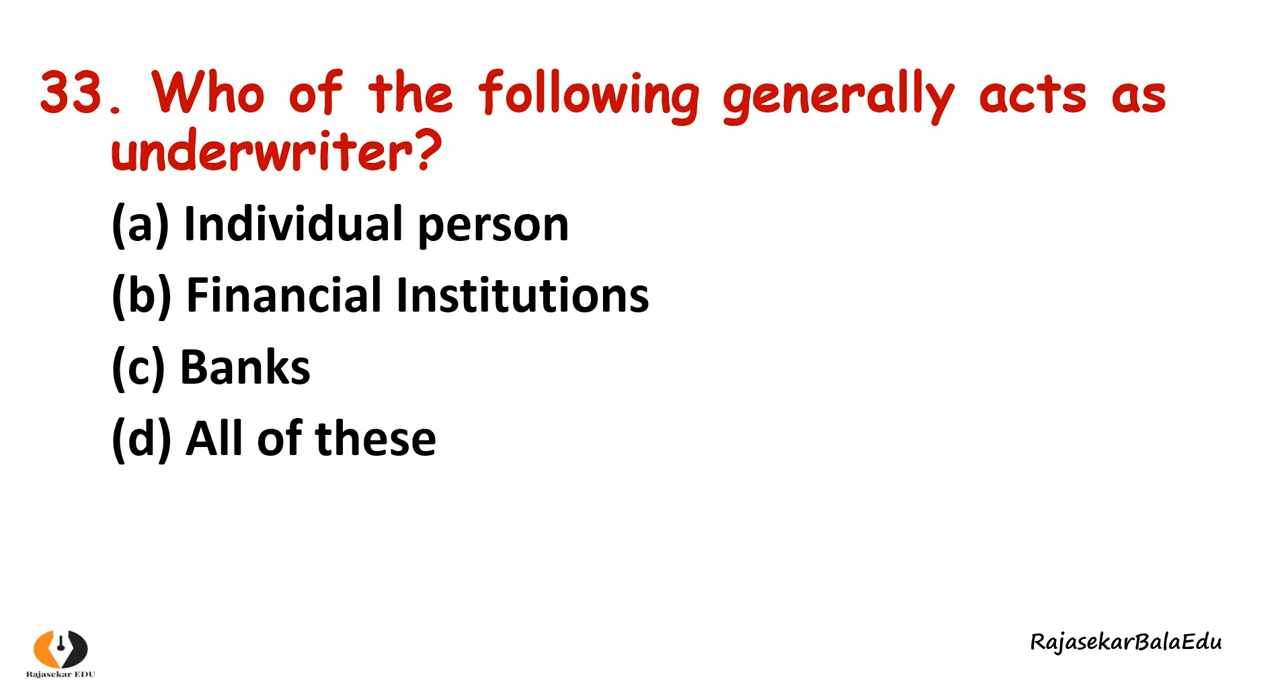 33. Who of the following generally acts as
underwriter?
(a) Individual person
(b) Financial Institutions
(c) Banks
(d) All of these
Rajasekar EDU
RajasekarBalaEdu